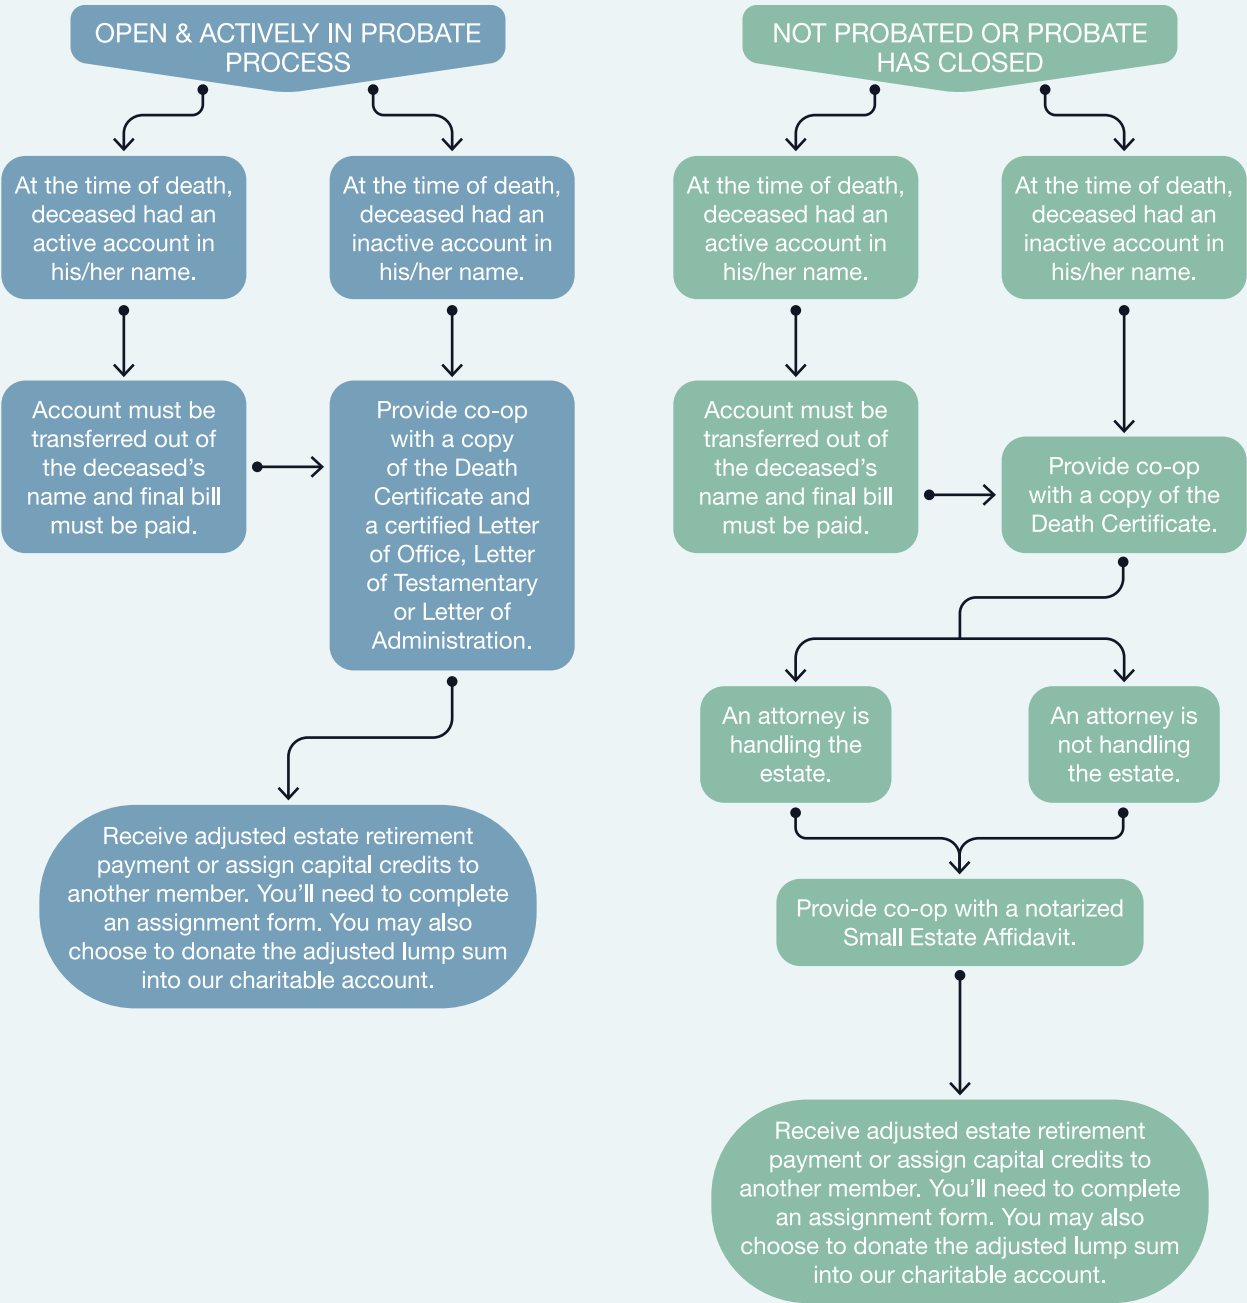 OPEN & ACTIVELY IN PROBATE
PROCESS
At the time of death,
deceased had an
active account in
his/her name.
At the time of death,
deceased had an
inactive account in
his/her name.
Account must be
transferred out of
the deceased’s
name and final bill
must be paid.
Provide co-op
with a copy
of the Death
Certificate and
a certified Letter
of Office, Letter
of Testamentary
or Letter of
Administration.
Receive adjusted estate retirement
payment or assign capital credits to
another member. You’ll need to complete
an assignment form. You may also
choose to donate the adjusted lump sum
into our charitable account.
NOT PROBATED OR PROBATE
HAS CLOSED
At the time of death,
deceased had an
active account in
his/her name.
At the time of death,
deceased had an
inactive account in
his/her name.
Account must be
transferred out of
the deceased’s
name and final bill
must be paid.
Provide co-op
with a copy of the
Death Certificate.
An attorney is
handling the
estate.
An attorney is
not handling
the estate.
Provide co-op with a notarized
Small Estate Affidavit.
Receive adjusted estate retirement
payment or assign capital credits to
another member. You’ll need to complete
an assignment form. You may also
choose to donate the adjusted lump sum
into our charitable account.